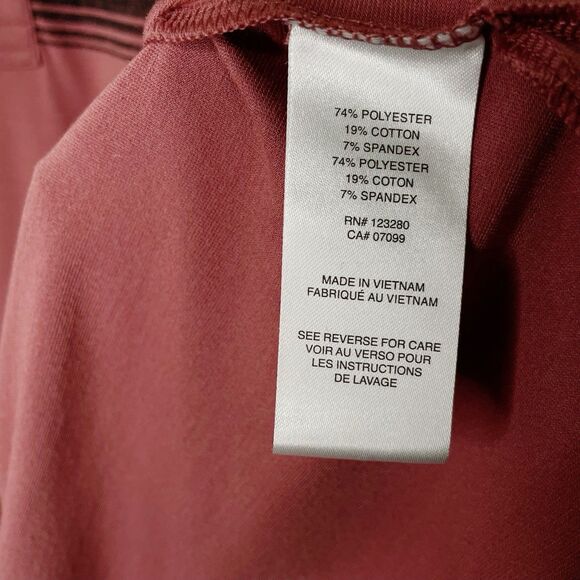 74% POLYESTER
19% COTTON
7% SPANDEX
74% POLYESTER
19% COTON
7% SPANDEX
RN# 123280
CA# 07099
MADE IN VIETNAM
FABRIQUÉ AU VIETNAM
SEE REVERSE FOR CARE
VOIR AU VERSO POUR
LES INSTRUCTIONS
DE LAVAGE